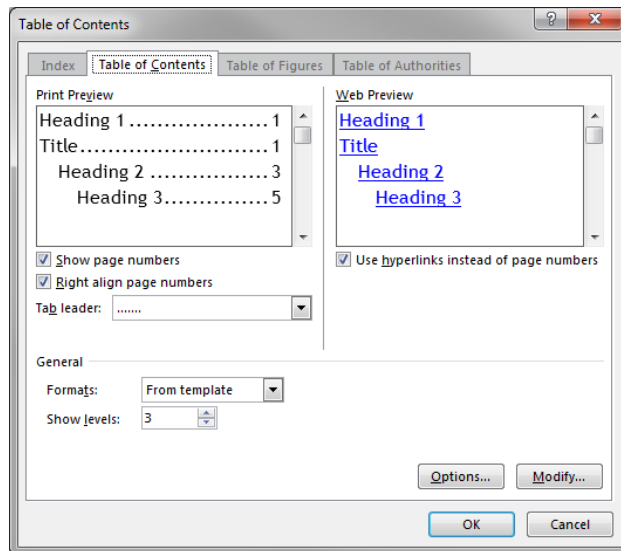 Table of Contents
Index Table of Contents Table of Figures Table of Authorities
Print Preview
Heading 1....................1
Title............................1
Heading 2 .................3
Heading 3...............5
Show page numbers
Right align page numbers
Tab leader: .......
Web Preview
Heading 1
Title
Heading 2
Heading 3
Use hyperlinks instead of page numbers
General
Formats: From template
Show levels: 3
Options... Modify...
OK Cancel